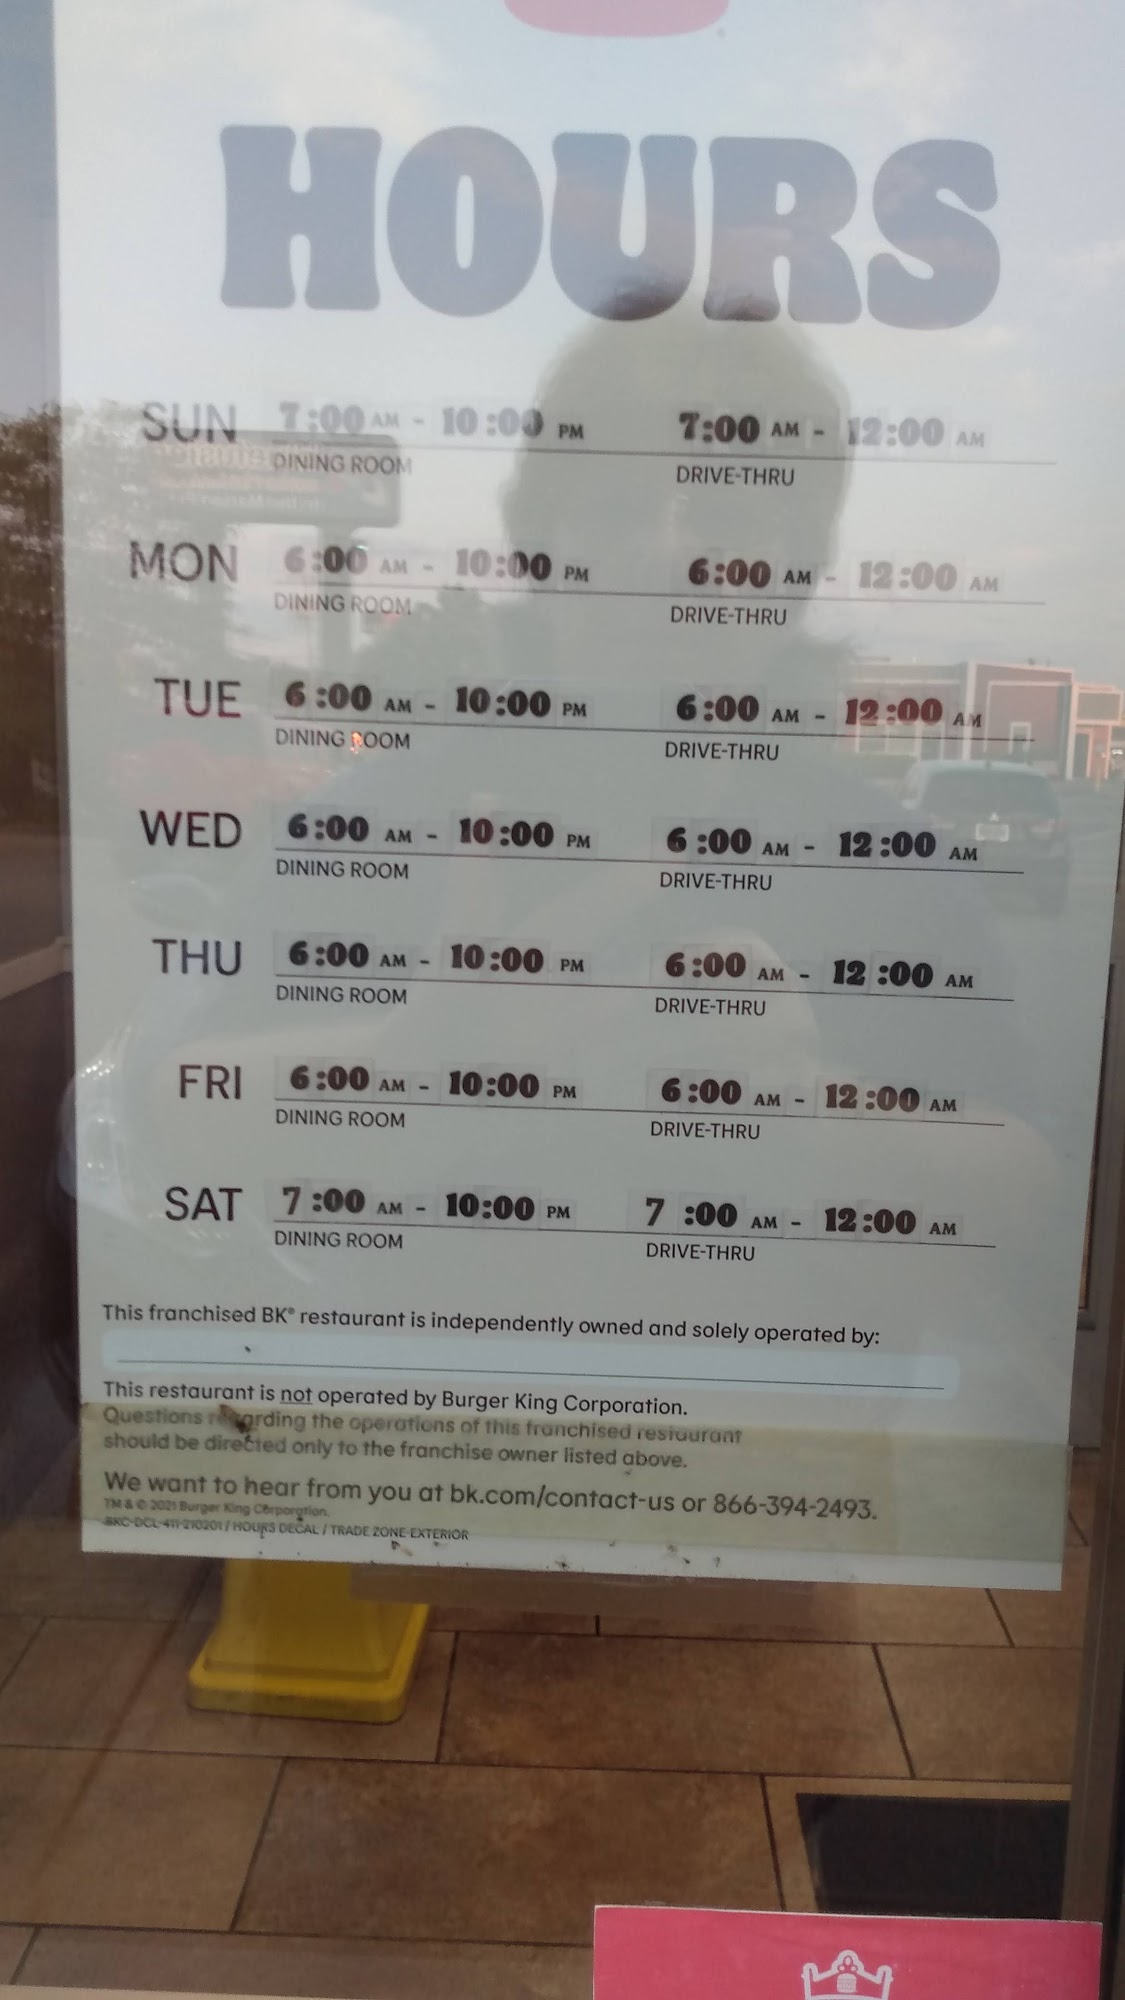 HOURS
SUN 7:00 AM - 10:00 PM 7:00 AM - 12:00 AM
DINING ROOM DRIVE-THRU
MON 6:00 AM - 10:00 PM 6:00 AM - 12:00 AM
DINING ROOM DRIVE-THRU
TUE 6:00 AM - 10:00 PM 6:00 AM - 12:00 AM
DINING ROOM DRIVE-THRU
WED 6:00 AM - 10:00 PM 6:00 AM - 12:00 AM
DINING ROOM DRIVE-THRU
THU 6:00 AM - 10:00 PM 6:00 AM - 12:00 AM
DINING ROOM DRIVE-THRU
FRI 6:00 AM - 10:00 PM 6:00 AM - 12:00 AM
DINING ROOM DRIVE-THRU
SAT 7:00 AM - 10:00 PM 7:00 AM - 12:00 AM
DINING ROOM DRIVE-THRU
This franchised BK® restaurant is independently owned and solely operated by:
This restaurant is not operated by Burger King Corporation.
Questions regarding the operations of this franchised restaurant
should be directed only to the franchise owner listed above.
We want to hear from you at bk.com/contact-us or 866-394-2493.
TM & © 2021 Burger King Corporation.
BKC-DCL-411-210201 / HOURS DECAL / TRADE ZONE-EXTERIOR